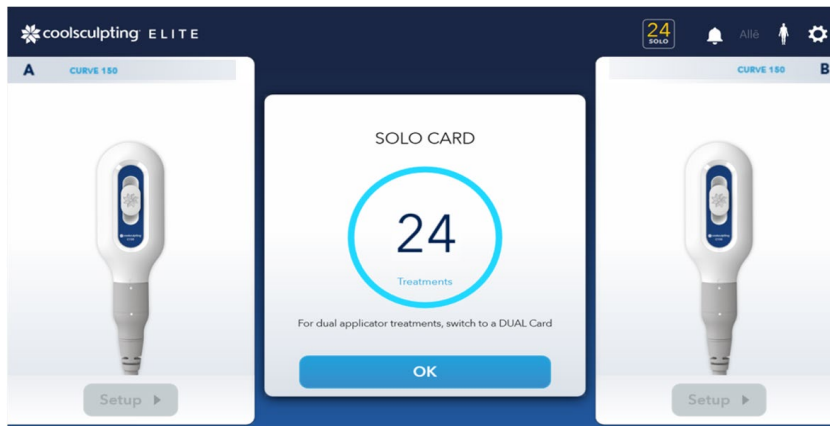 coolsculpting ELITE
24
SOLO
Allē
A
CURVE 150
CURVE 150
B
SOLO CARD
24
Treatments
For dual applicator treatments, switch to a DUAL Card
OK
Setup
Setup